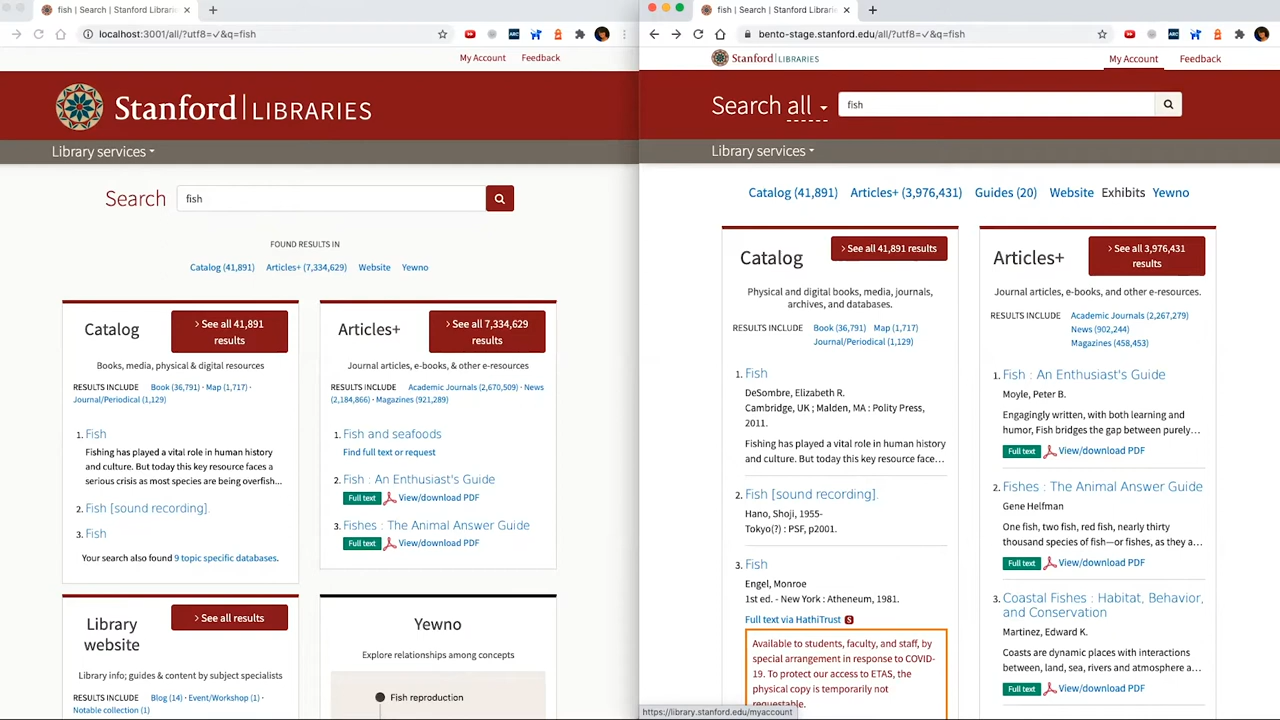 fish | Search | Stanford Librarie
localhost:3001/all/?utf8=✓&q=fish
ARC
My Account
Feedback
Stanford | LIBRARIES
Library services
Search
fish
FOUND RESULTS IN
Catalog (41,891)
Articles+ (7,334,629)
Website
Yewno
Catalog
> See all 41,891
results
Books, media, physical & digital resources
RESULTS INCLUDE Book (36,791) · Map (1,717) ·
Journal/Periodical (1,129)
1. Fish
Fishing has played a vital role in human history
and culture. But today this key resource faces a
serious crisis as most species are being overfish...
2. Fish [sound recording].
3. Fish
Your search also found 9 topic specific databases.
Articles+
> See all 7,334,629
results
Journal articles, e-books, & other e-resources
RESULTS INCLUDE Academic Journals (2,670,509) · News
(2,184,866) · Magazines (921,289)
1. Fish and seafoods
Find full text or request
2. Fish : An Enthusiast's Guide
Full text View/download PDF
3. Fishes : The Animal Answer Guide
Full text View/download PDF
Library
website
> See all results
Library info; guides & content by subject specialists
RESULTS INCLUDE Blog (14) · Event/Workshop (1) ·
Notable collection (1)
Yewno
Explore relationships among concepts
Fish reproduction
fish | Search | Stanford Librarie
bento-stage.stanford.edu/all/?utf8=✓&q=fish
ARC
Stanford | LIBRARIES
My Account
Feedback
Search all
fish
Library services
Catalog (41,891)
Articles+ (3,976,431)
Guides (20)
Website
Exhibits
Yewno
Catalog
> See all 41,891 results
Physical and digital books, media, journals,
archives, and databases.
RESULTS INCLUDE Book (36,791) Map (1,717)
Journal/Periodical (1,129)
1. Fish
DeSombre, Elizabeth R.
Cambridge, UK ; Malden, MA : Polity Press,
2011.
Fishing has played a vital role in human history
and culture. But today this key resource face...
2. Fish [sound recording].
Hano, Shoji, 1955-
Tokyo(?) : PSF, p2001.
3. Fish
Engel, Monroe
1st ed. - New York : Atheneum, 1981.
Full text via HathiTrust S
Available to students, faculty, and staff, by
special arrangement in response to COVID-
19. To protect our access to ETAS, the
physical copy is temporarily not
requestable.
Articles+
> See all 3,976,431
results
Journal articles, e-books, and other e-resources.
RESULTS INCLUDE Academic Journals (2,267,279)
News (902,244)
Magazines (458,453)
1. Fish : An Enthusiast's Guide
Moyle, Peter B.
Engagingly written, with both learning and
humor, Fish bridges the gap between purely...
Full text View/download PDF
2. Fishes : The Animal Answer Guide
Gene Helfman
One fish, two fish, red fish, nearly thirty
thousand species of fish—or fishes, as they a...
Full text View/download PDF
3. Coastal Fishes : Habitat, Behavior,
and Conservation
Martinez, Edward K.
Coasts are dynamic places with interactions
between, land, sea, rivers and atmosphere a...
Full text View/download PDF
https://library.stanford.edu/myaccount